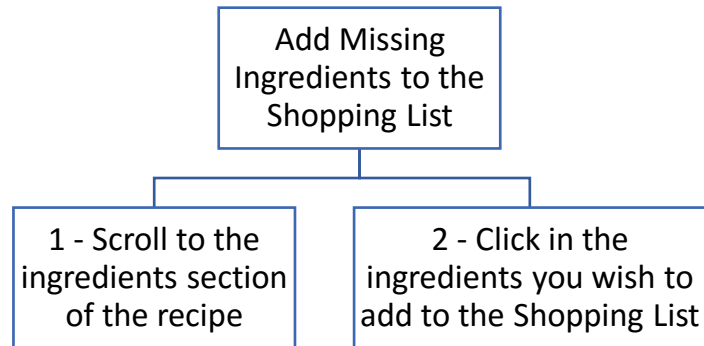 Add Missing
Ingredients to the
Shopping List
1 - Scroll to the
ingredients section
of the recipe
2 - Click in the
ingredients you wish to
add to the Shopping List